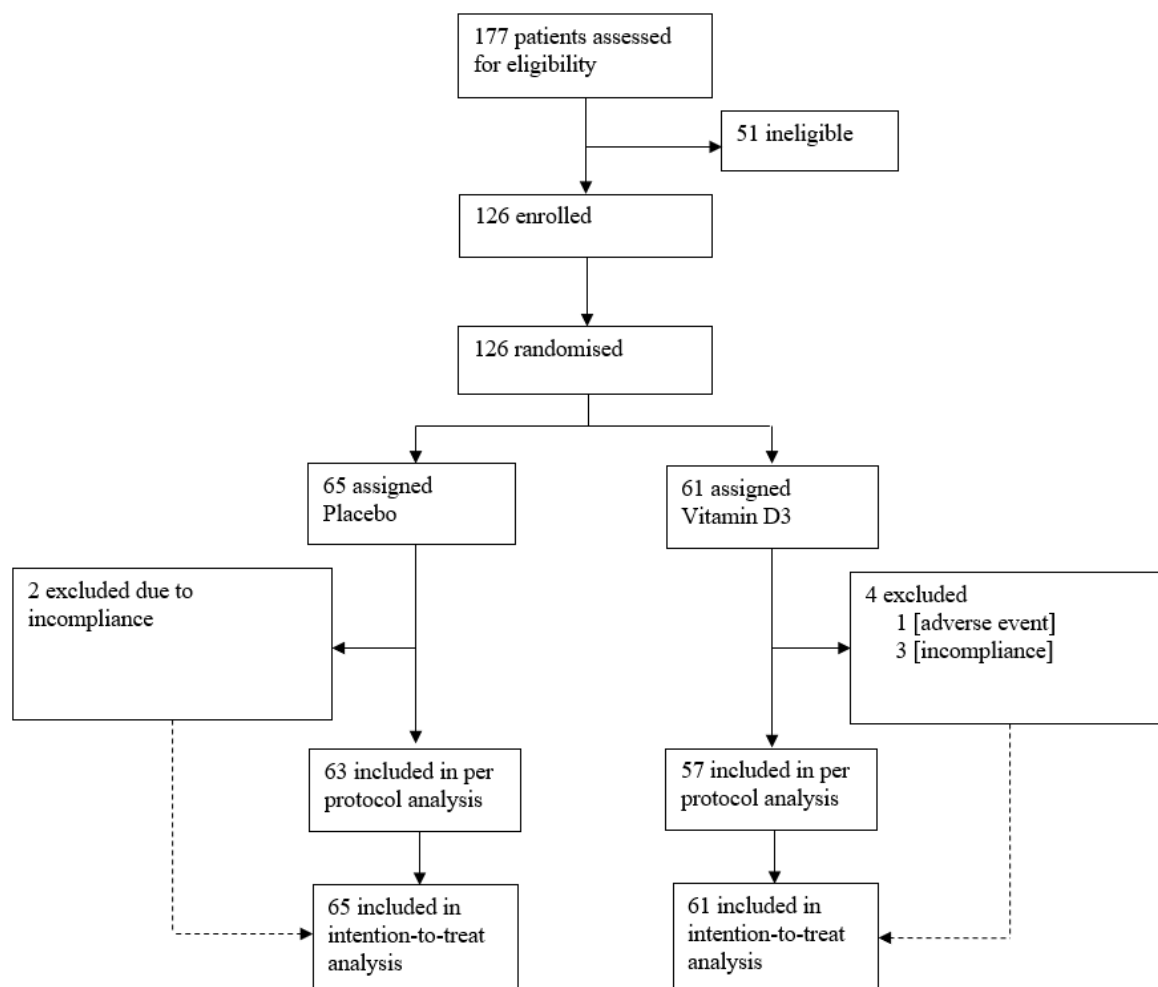 177 patients assessed
for eligibility
51 ineligible
126 enrolled
126 randomised
65 assigned
Placebo
61 assigned
Vitamin D3
2 excluded due to
incompliance
4 excluded
1 [adverse event]
3 [incompliance]
63 included in per
protocol analysis
57 included in per
protocol analysis
65 included in
intention-to-treat
analysis
61 included in
intention-to-treat
analysis